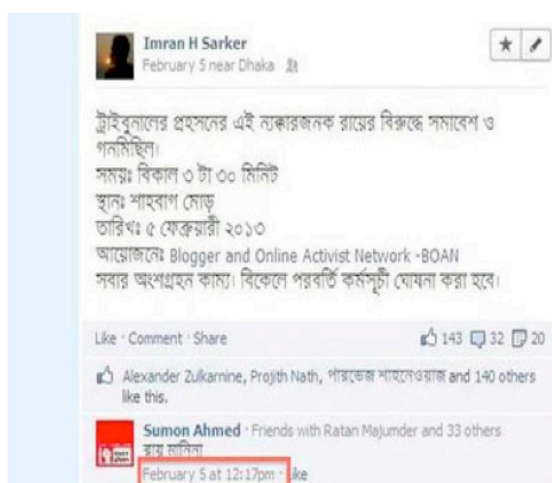 Imran H Sarker
February 5 near Dhaka
ট্রাইবুনালের প্রহসনের এই ন্যক্কারজনক রায়ের বিরুদ্ধে সমাবেশ ও
গনমিছিল।
সময়ঃ বিকাল ৩ টা ৩০ মিনিট
স্থানঃ শাহবাগ মোড়
তারিখঃ ৫ ফেব্রুয়ারী ২০১৩
আয়োজনেঃ Blogger and Online Activist Network -BOAN
সবার অংশগ্রহন কাম্য। বিকেলে পরবর্তি কর্মসূচী ঘোষনা করা হবে।
Like · Comment · Share 143 32 20
Alexander Zulkarnine, Projith Nath, পারভেজ শাহনেওয়াজ and 140 others
like this.
Sumon Ahmed · Friends with Ratan Majumder and 33 others
রায় মানিনা
February 5 at 12:17pm · Like